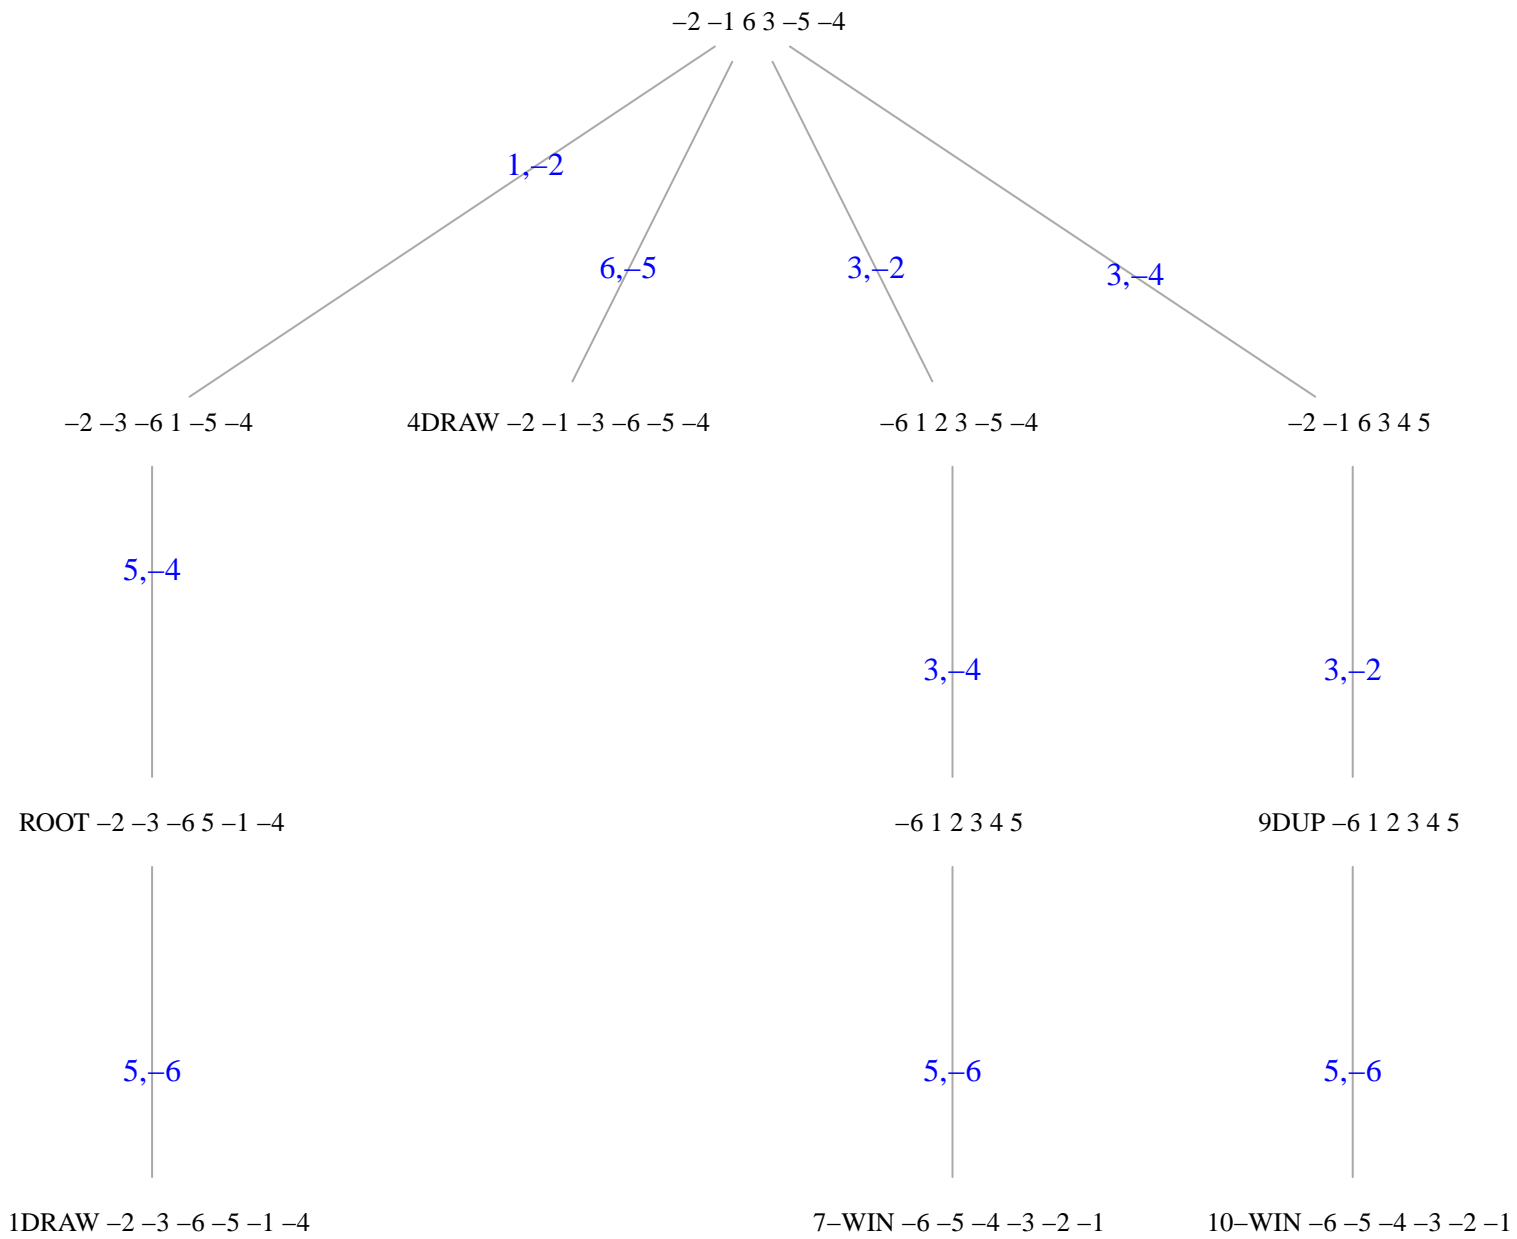 –2 –1 6 3 –5 –4
1,–2
6,–5
3,–2
3,–4
–2 –3 –6 1 –5 –4
4DRAW –2 –1 –3 –6 –5 –4
–6 1 2 3 –5 –4
–2 –1 6 3 4 5
5,–4
3,–4
3,–2
ROOT –2 –3 –6 5 –1 –4
–6 1 2 3 4 5
9DUP –6 1 2 3 4 5
5,–6
5,–6
5,–6
1DRAW –2 –3 –6 –5 –1 –4
7–WIN –6 –5 –4 –3 –2 –1
10–WIN –6 –5 –4 –3 –2 –1